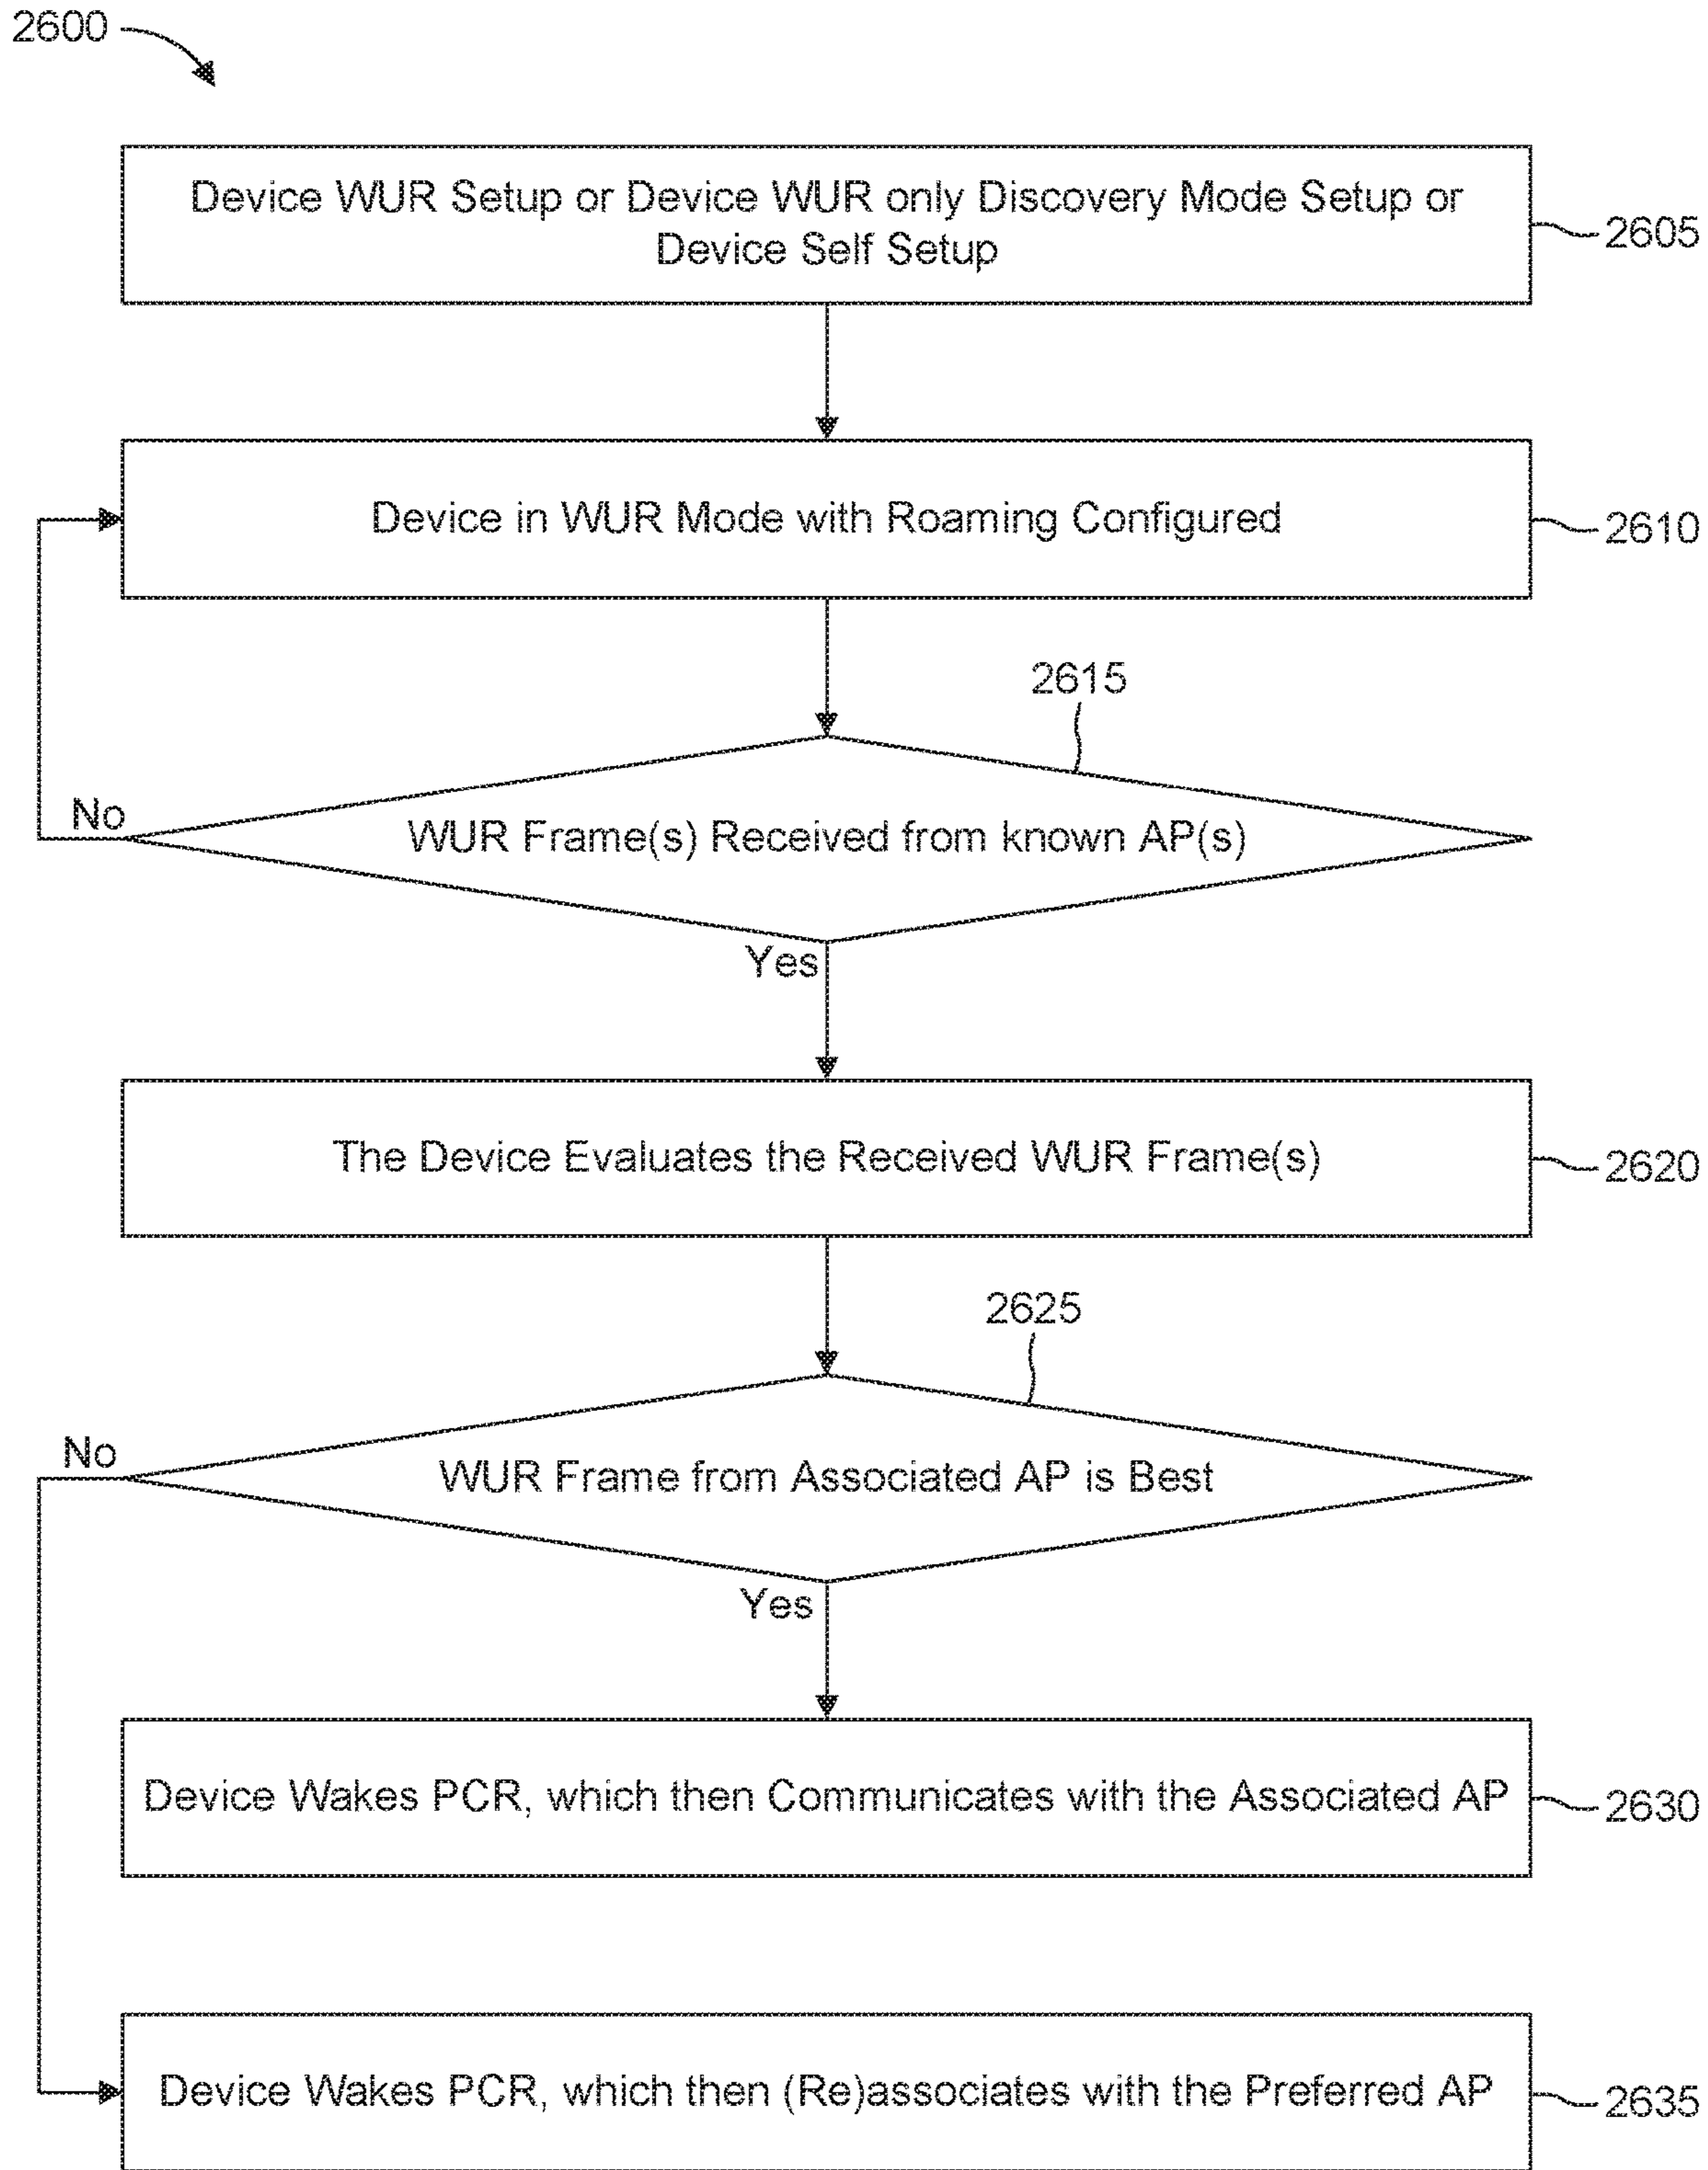 2600
Device WUR Setup or Device WUR only Discovery Mode Setup or
Device Self Setup
2605
Device in WUR Mode with Roaming Configured
2610
2615
No
WUR Frame(s) Received from known AP(s)
Yes
The Device Evaluates the Received WUR Frame(s)
2620
2625
No
WUR Frame from Associated AP is Best
Yes
Device Wakes PCR, which then Communicates with the Associated AP
2630
Device Wakes PCR, which then (Re)associates with the Preferred AP
2635